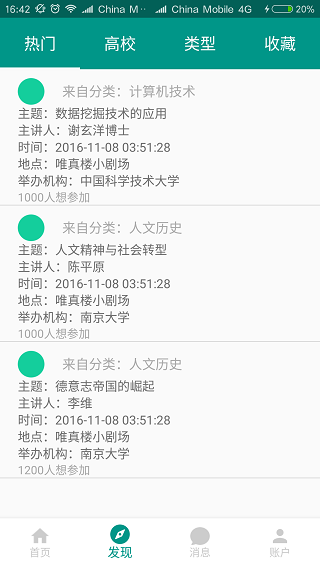 16:42 China M·· China Mobile 4G 20%
热门 高校 类型 收藏
来自分类：计算机技术
主题：数据挖掘技术的应用
主讲人：谢玄洋博士
时间：2016-11-08 03:51:28
地点：唯真楼小剧场
举办机构：中国科学技术大学
1000人想参加
来自分类：人文历史
主题：人文精神与社会转型
主讲人：陈平原
时间：2016-11-08 03:51:28
地点：唯真楼小剧场
举办机构：南京大学
1000人想参加
来自分类：人文历史
主题：德意志帝国的崛起
主讲人：李维
时间：2016-11-08 03:51:28
地点：唯真楼小剧场
举办机构：南京大学
1200人想参加
首页 发现 消息 账户